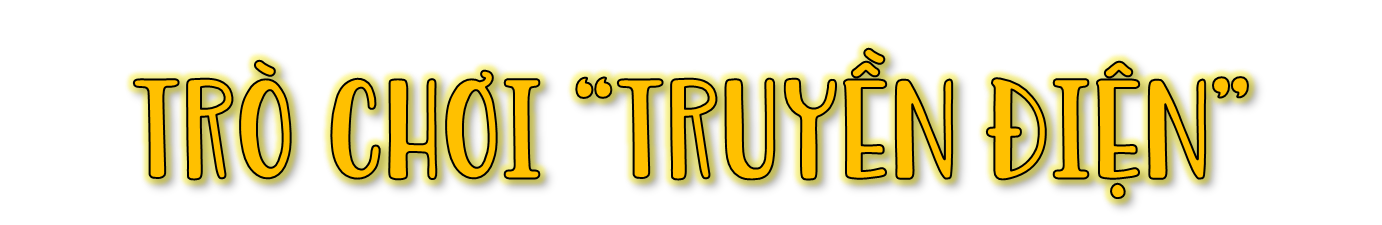 TRÒ CHƠI “TRUYỀN ĐIỆN”